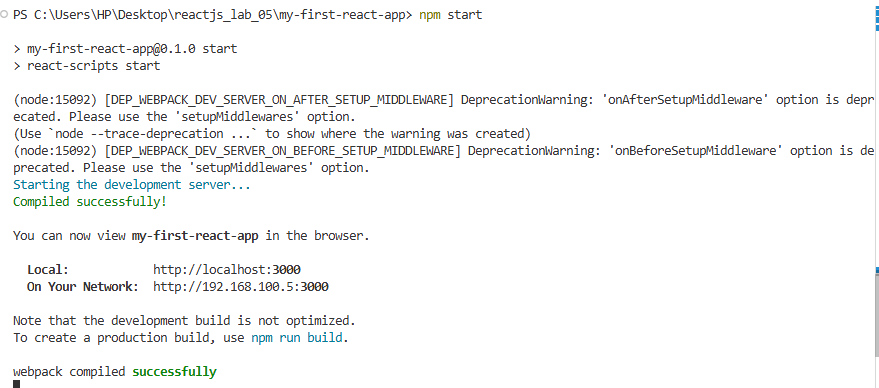 PS C:\Users\HP\Desktop\reactjs_lab_05\my-first-react-app> npm start
> my-first-react-app@0.1.0 start
> react-scripts start
(node:15092) [DEP_WEBPACK_DEV_SERVER_ON_AFTER_SETUP_MIDDLEWARE] DeprecationWarning: 'onAfterSetupMiddleware' option is depr
ecated. Please use the 'setupMiddlewares' option.
(Use `node --trace-deprecation ...` to show where the warning was created)
(node:15092) [DEP_WEBPACK_DEV_SERVER_ON_BEFORE_SETUP_MIDDLEWARE] DeprecationWarning: 'onBeforeSetupMiddleware' option is de
precated. Please use the 'setupMiddlewares' option.
Starting the development server...
Compiled successfully!
You can now view my-first-react-app in the browser.
Local: http://localhost:3000
On Your Network: http://192.168.100.5:3000
Note that the development build is not optimized.
To create a production build, use npm run build.
webpack compiled successfully